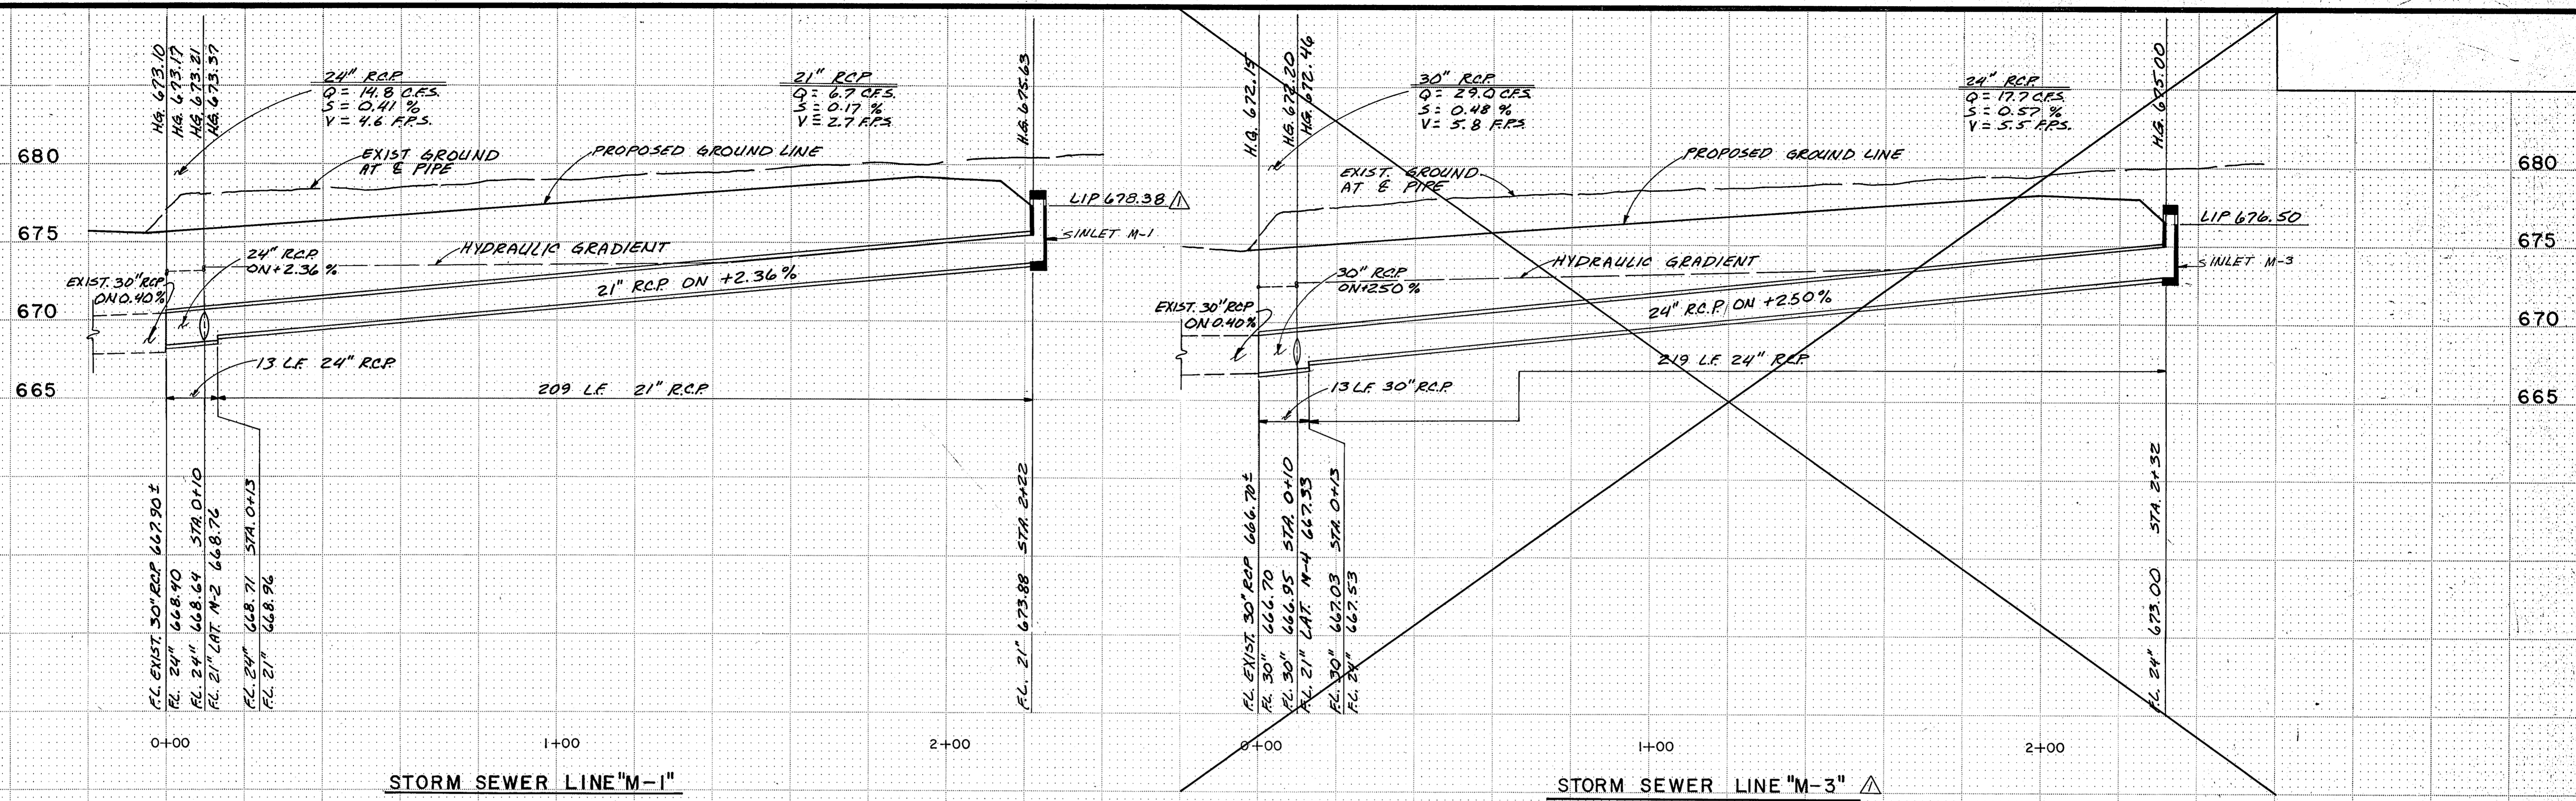 H.G. 673.10
H.G. 673.17
H.G. 673.21
H.G. 673.37
24" R.C.P.
Q = 14.8 C.F.S.
S = 0.41 %
V = 4.6 F.P.S.
21" RCP
Q = 6.7 C.F.S.
S = 0.17 %
V = 2.7 F.P.S.
H.G. 675.63
680
EXIST GROUND
AT ℄ PIPE
PROPOSED GROUND LINE
LIP 678.38 1
675
INLET M-1
HYDRAULIC GRADIENT
24" RCP
ON +2.36 %
EXIST. 30" RCP
ON 0.40%
21" RCP ON +2.36 %
670
13 L.F. 24" R.C.P.
665
209 L.F. 21" R.C.P.
F.L. EXIST. 30" RCP 667.90±
F.L. 24" 668.40
F.L. 24" 668.64 STA. 0+10
F.L. 21" LAT. M-2 668.76
F.L. 24" 668.71 STA. 0+13
F.L. 21" 668.96
F.L. 21" 673.88 STA. 2+22
0+00
1+00
2+00
STORM SEWER LINE "M-1"
H.G. 672.15
H.G. 672.20
H.G. 672.46
30" R.C.P.
Q = 29.0 C.F.S.
S = 0.48 %
V = 5.8 F.P.S.
24" R.C.P.
Q = 17.7 C.F.S.
S = 0.57 %
V = 5.5 F.P.S.
H.G. 675.00
680
PROPOSED GROUND LINE
EXIST. GROUND
AT ℄ PIPE
LIP 676.50
675
INLET M-3
HYDRAULIC GRADIENT
30" RCP
ON +2.50 %
EXIST. 30" RCP
ON 0.40%
24" R.C.P. ON +2.50 %
670
219 L.F. 24" R.C.P.
13 L.F. 30" R.C.P.
665
F.L. EXIST. 30" RCP 666.70±
F.L. 30" 666.70
F.L. 30" 666.95 STA. 0+10
F.L. 21" LAT. M-4 667.33
F.L. 30" 667.03 STA. 0+13
F.L. 24" 667.53
F.L. 24" 673.00 STA. 2+32
0+00
1+00
2+00
STORM SEWER LINE "M-3" 1